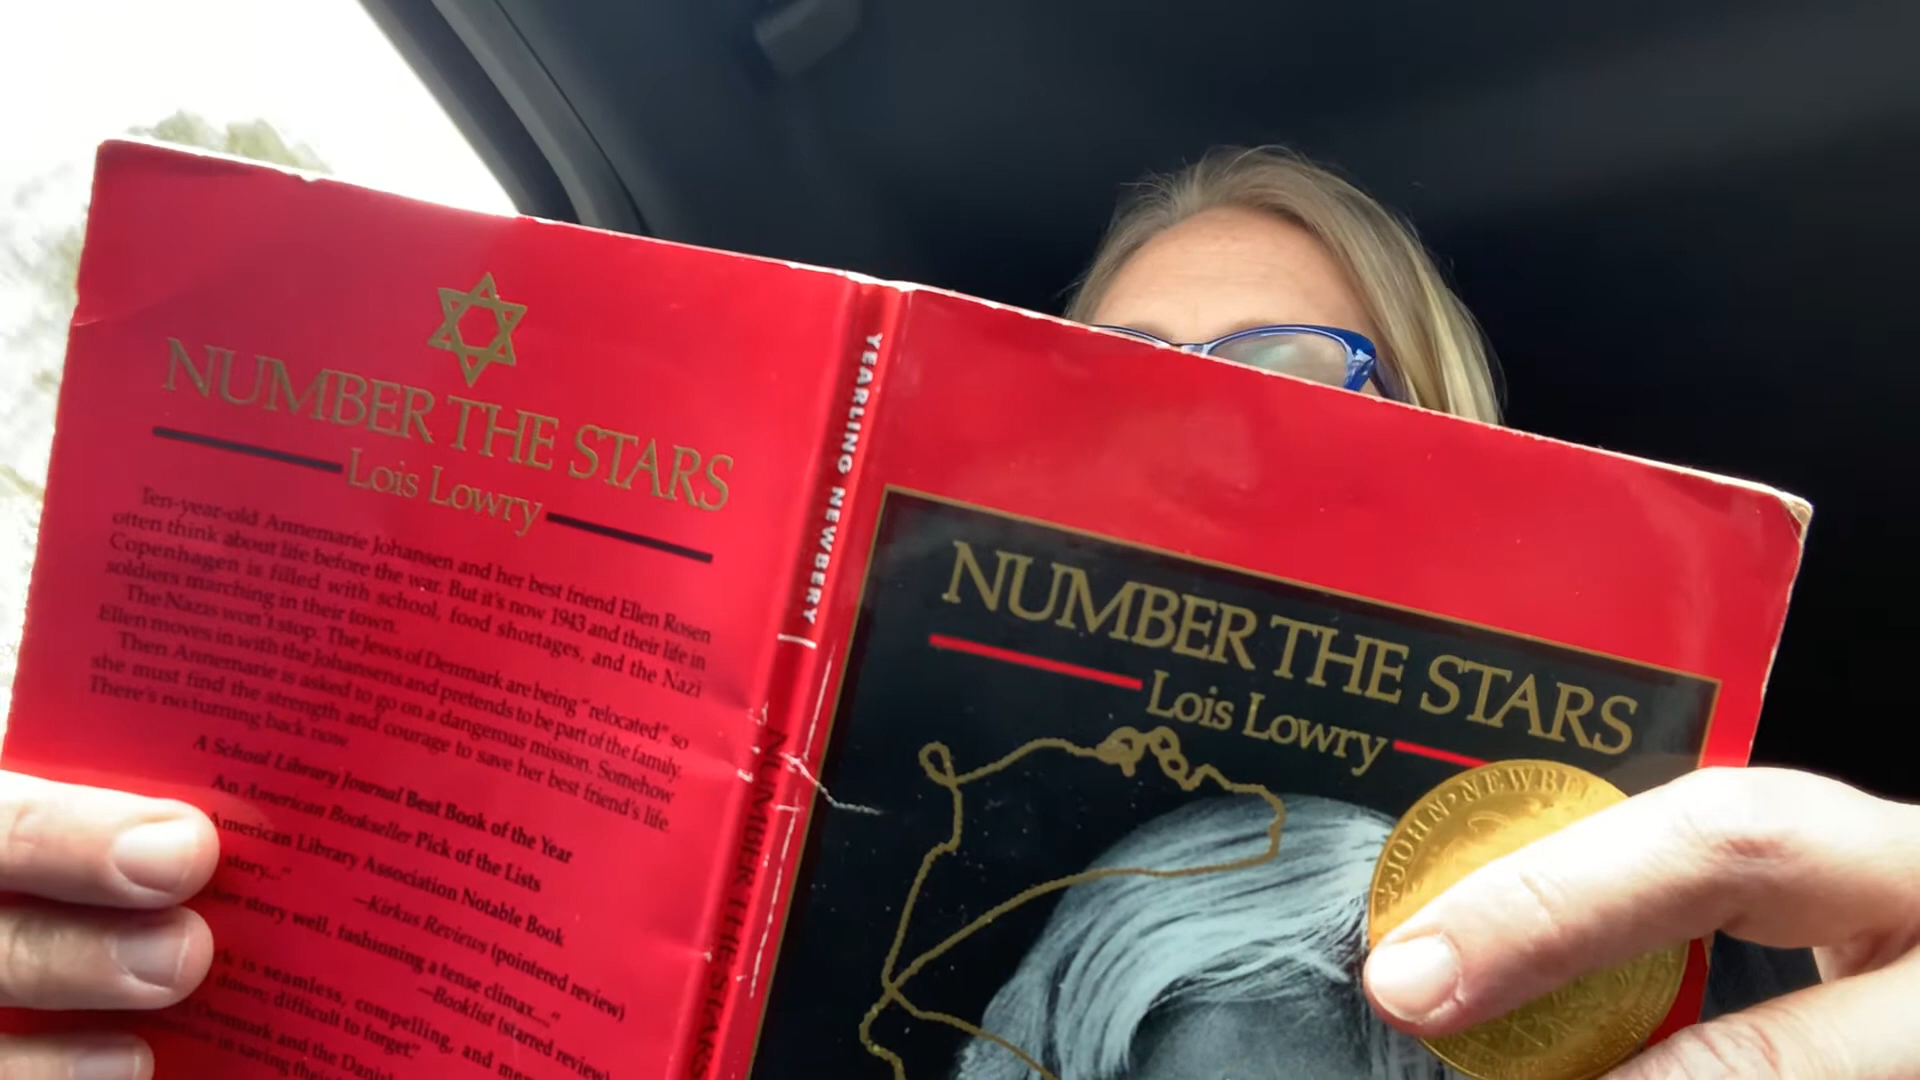 NUMBER THE STARS
Lois Lowry
Ten-year-old Annemarie Johansen and her best friend Ellen Rosen
often think about life before the war. But it's now 1943 and their life in
Copenhagen is filled with school, food shortages, and the Nazi
soldiers marching in their town.
The Nazis won't stop. The Jews of Denmark are being "relocated," so
Ellen moves in with the Johansens and pretends to be part of the family.
Then Annemarie is asked to go on a dangerous mission. Somehow
she must find the strength and courage to save her best friend's life.
There's no turning back now.
A School Library Journal Best Book of the Year
An American Bookseller Pick of the Lists
American Library Association Notable Book
story..."
—Kirkus Reviews (pointered review)
story well, fashioning a tense climax...."
—Booklist (starred review)
is seamless, compelling, and
down; difficult to forget."
Denmark and the
in saving
YEARLING NEWBERY
NUMBER THE STARS
NUMBER THE STARS
Lois Lowry
JOHN NEWBE